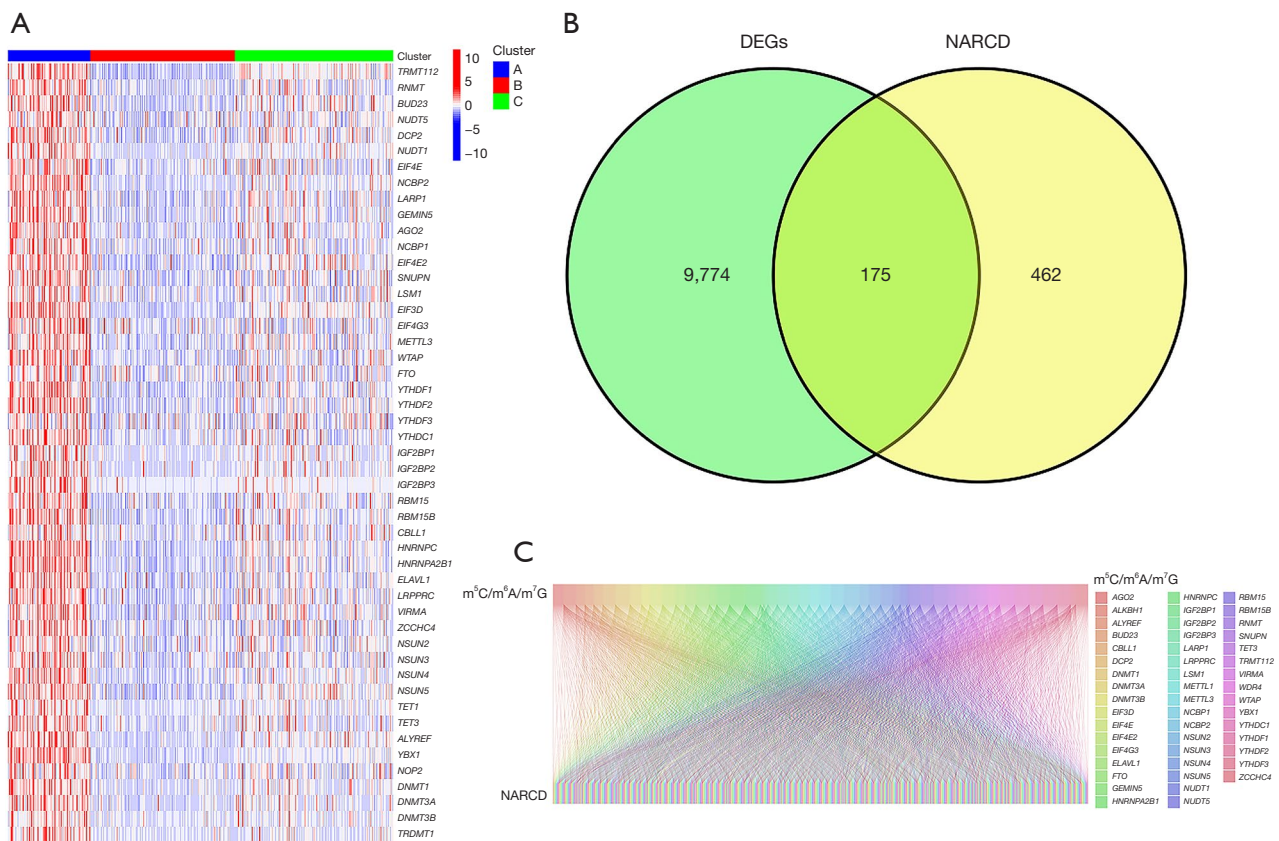 A
Cluster
TRMT112
RNMT
BUD23
NUDT5
DCP2
NUDT1
EIF4E
NCBP2
LARP1
GEMIN5
AGO2
NCBP1
EIF4E2
SNUPN
LSM1
EIF3D
EIF4G3
METTL3
WTAP
FTO
YTHDF1
YTHDF2
YTHDF3
YTHDC1
IGF2BP1
IGF2BP2
IGF2BP3
RBM15
RBM15B
CBLL1
HNRNPC
HNRNPA2B1
ELAVL1
LRPPRC
VIRMA
ZCCHC4
NSUN2
NSUN3
NSUN4
NSUN5
TET1
TET3
ALYREF
YBX1
NOP2
DNMT1
DNMT3A
DNMT3B
TRDMT1
10
5
0
−5
−10
Cluster
A
B
C
B
DEGs
NARCD
9,774
175
462
C
m⁵C/m⁶A/m⁷G
NARCD
m⁵C/m⁶A/m⁷G
AGO2
ALKBH1
ALYREF
BUD23
CBLL1
DCP2
DNMT1
DNMT3A
DNMT3B
EIF3D
EIF4E
EIF4E2
EIF4G3
ELAVL1
FTO
GEMIN5
HNRNPA2B1
HNRNPC
IGF2BP1
IGF2BP2
IGF2BP3
LARP1
LRPPRC
LSM1
METTL1
METTL3
NCBP1
NCBP2
NSUN2
NSUN3
NSUN4
NSUN5
NUDT1
NUDT5
RBM15
RBM15B
RNMT
SNUPN
TET3
TRMT112
VIRMA
WDR4
WTAP
YBX1
YTHDC1
YTHDF1
YTHDF2
YTHDF3
ZCCHC4